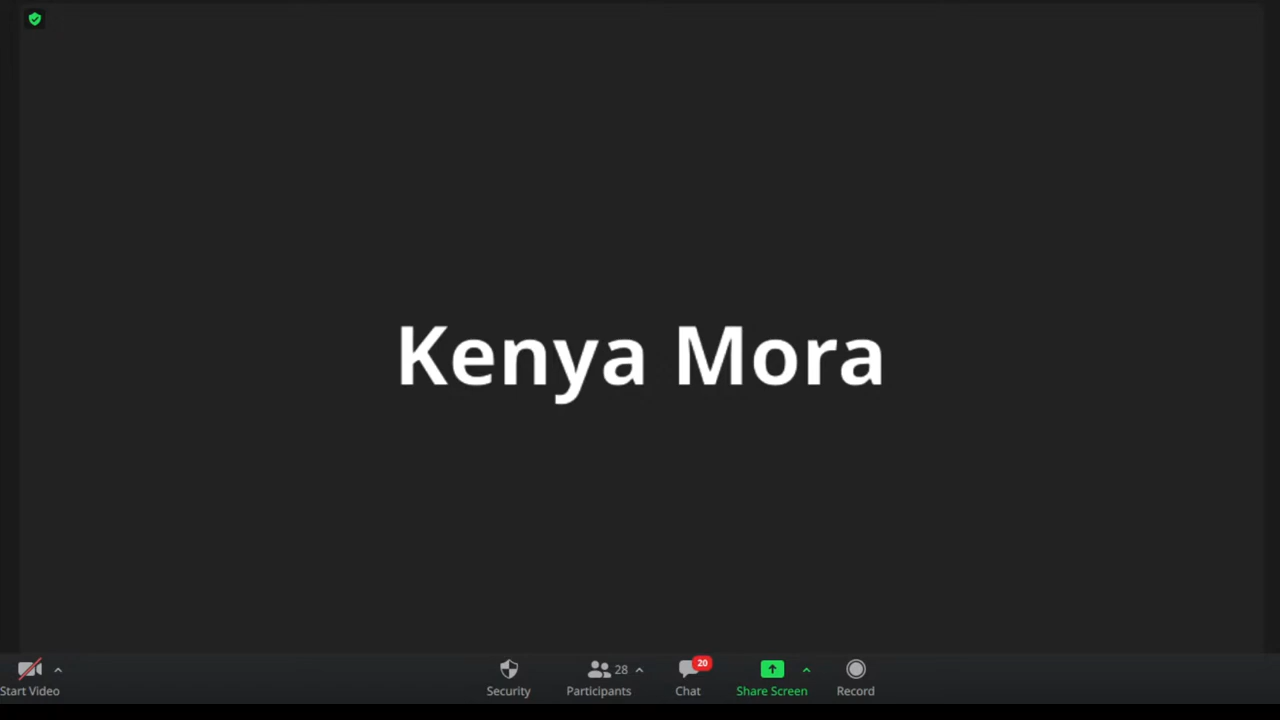 Kenya Mora
28
20
Start Video
Security
Participants
Chat
Share Screen
Record